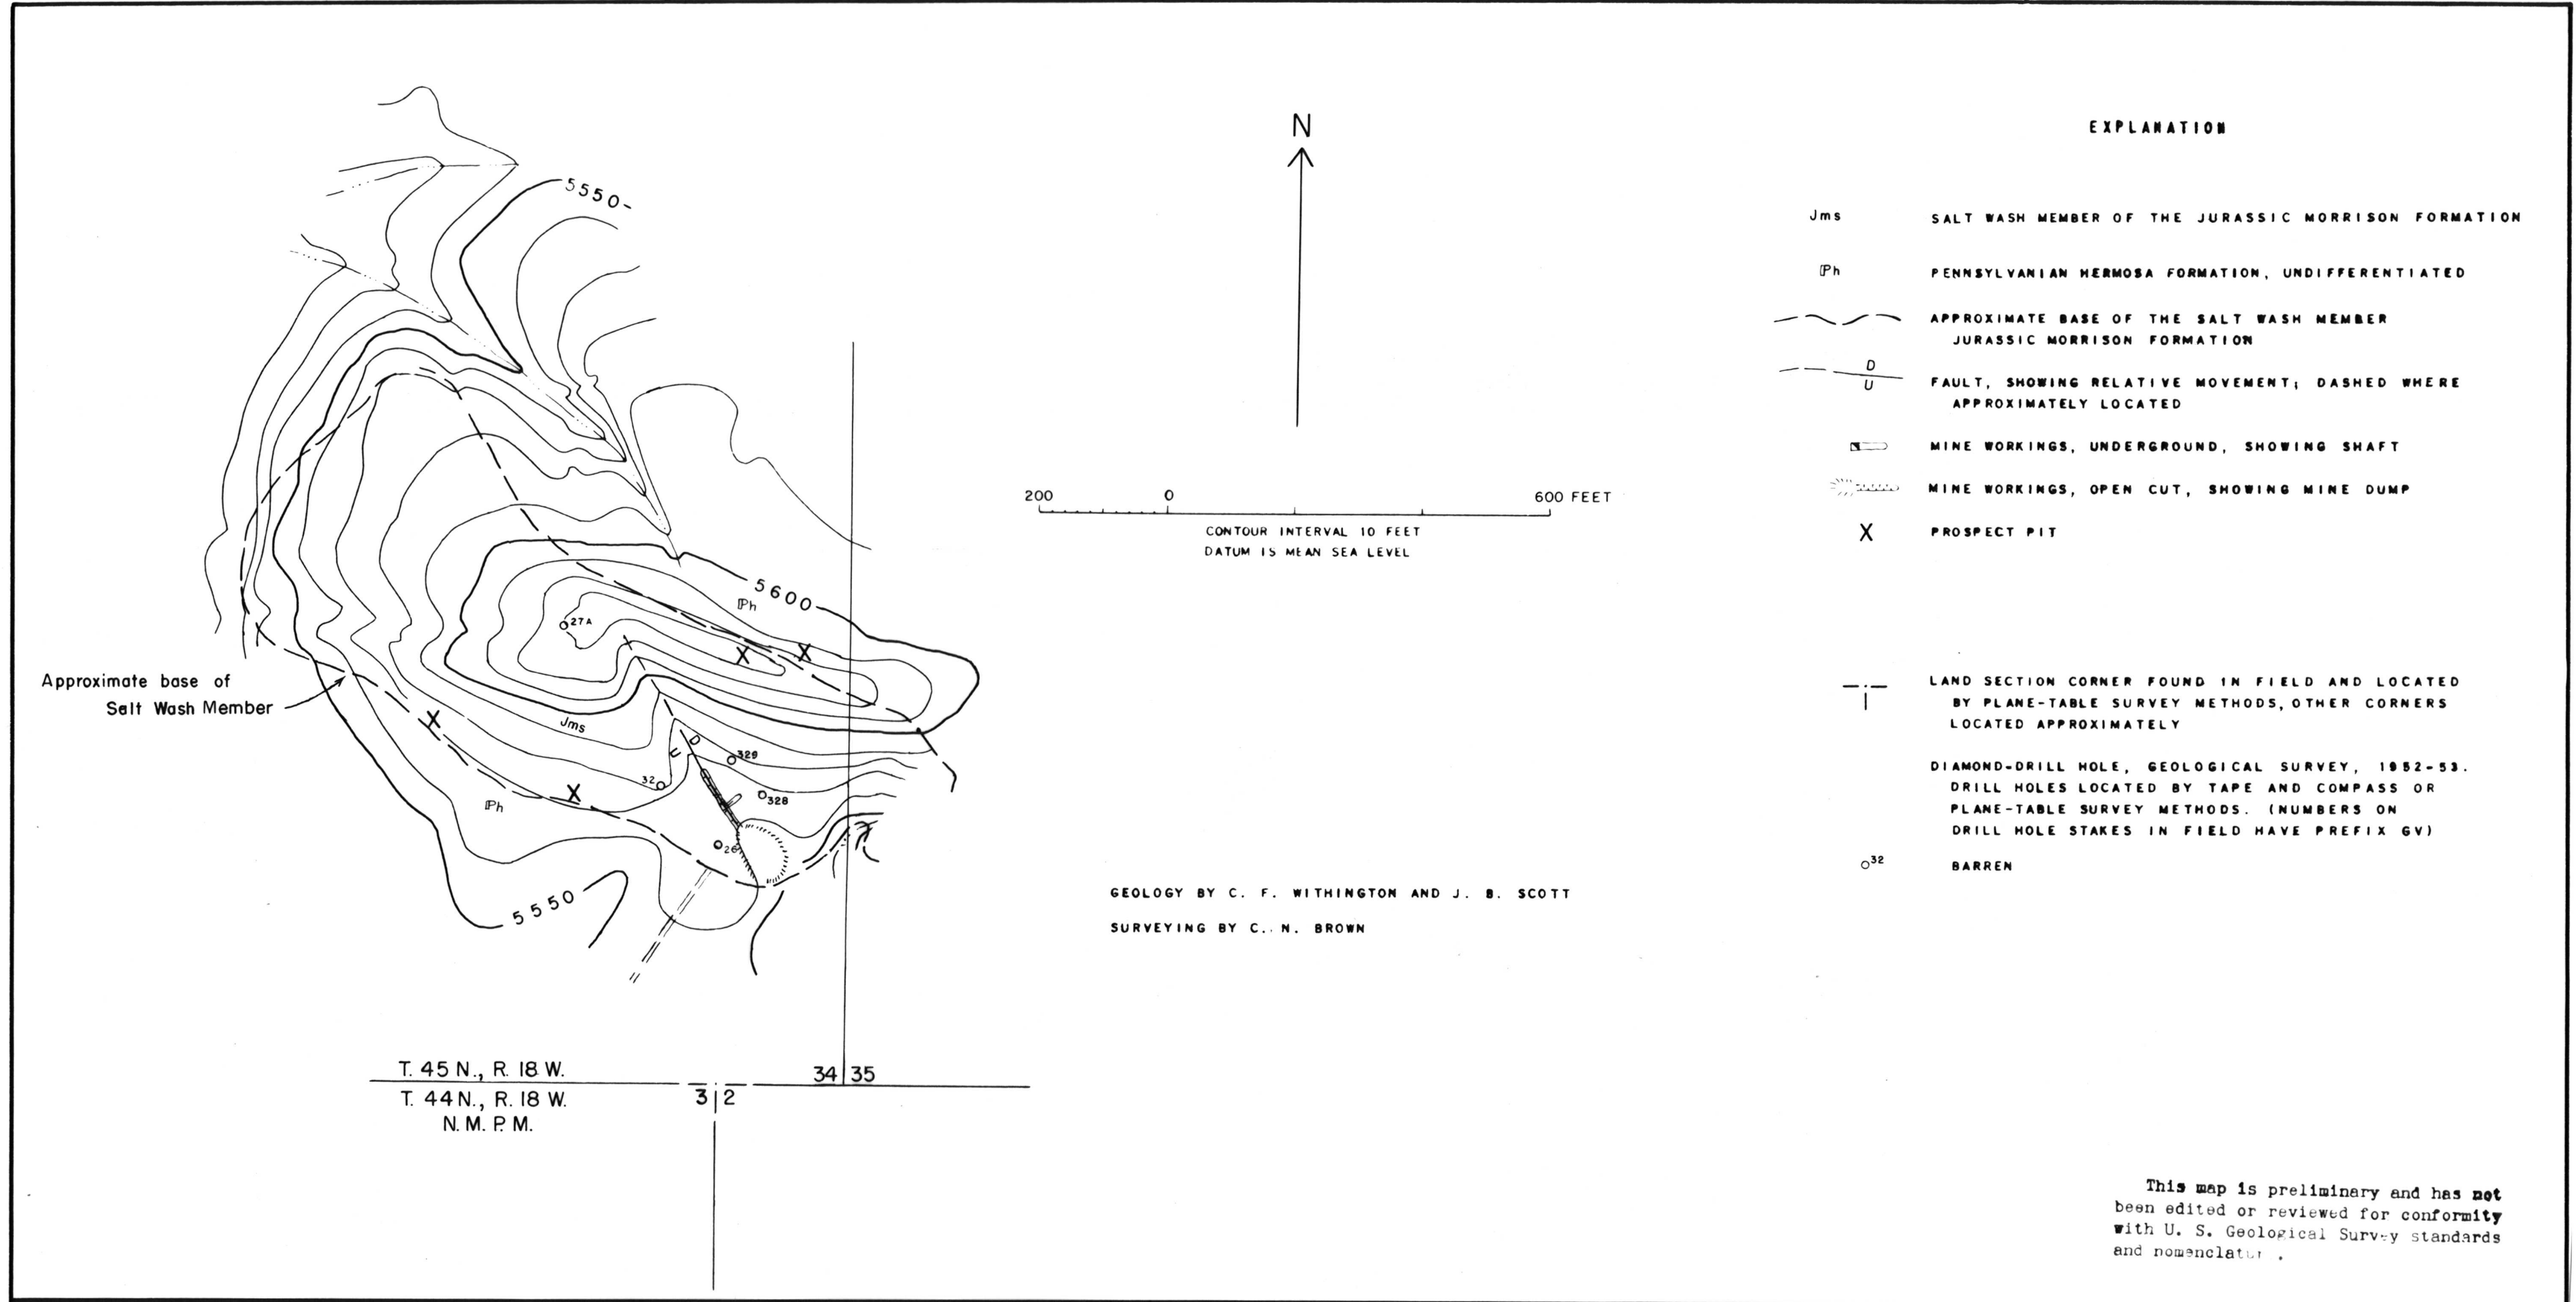 5550-
5600
Ph
27A
Approximate base of
Salt Wash Member
Jms
D
U
329
32
328
Ph
26
5550
T. 45 N., R. 18 W.
34 35
T. 44 N., R. 18 W.
3 2
N. M. P. M.
N
200 0 600 FEET
CONTOUR INTERVAL 10 FEET
DATUM IS MEAN SEA LEVEL
GEOLOGY BY C. F. WITHINGTON AND J. B. SCOTT
SURVEYING BY C. N. BROWN
EXPLANATION
Jms SALT WASH MEMBER OF THE JURASSIC MORRISON FORMATION
Ph PENNSYLVANIAN HERMOSA FORMATION, UNDIFFERENTIATED
APPROXIMATE BASE OF THE SALT WASH MEMBER
JURASSIC MORRISON FORMATION
D
U
FAULT, SHOWING RELATIVE MOVEMENT; DASHED WHERE
APPROXIMATELY LOCATED
MINE WORKINGS, UNDERGROUND, SHOWING SHAFT
MINE WORKINGS, OPEN CUT, SHOWING MINE DUMP
X PROSPECT PIT
LAND SECTION CORNER FOUND IN FIELD AND LOCATED
BY PLANE-TABLE SURVEY METHODS, OTHER CORNERS
LOCATED APPROXIMATELY
DIAMOND-DRILL HOLE, GEOLOGICAL SURVEY, 1952-53.
DRILL HOLES LOCATED BY TAPE AND COMPASS OR
PLANE-TABLE SURVEY METHODS. (NUMBERS ON
DRILL HOLE STAKES IN FIELD HAVE PREFIX GV)
32 BARREN
This map is preliminary and has not
been edited or reviewed for conformity
with U. S. Geological Survey standards
and